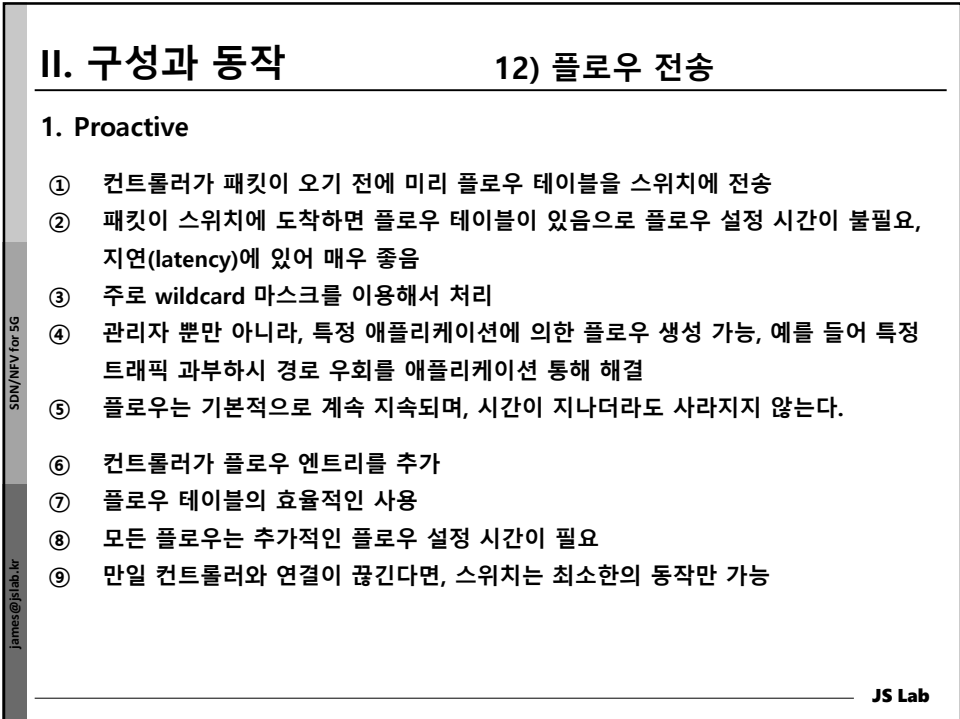 II. 구성과 동작
12) 플로우 전송
1. Proactive
① 컨트롤러가 패킷이 오기 전에 미리 플로우 테이블을 스위치에 전송
② 패킷이 스위치에 도착하면 플로우 테이블이 있음으로 플로우 설정 시간이 불필요,
지연(latency)에 있어 매우 좋음
③ 주로 wildcard 마스크를 이용해서 처리
④ 관리자 뿐만 아니라, 특정 애플리케이션에 의한 플로우 생성 가능, 예를 들어 특정
트래픽 과부하시 경로 우회를 애플리케이션 통해 해결
⑤ 플로우는 기본적으로 계속 지속되며, 시간이 지나더라도 사라지지 않는다.
⑥ 컨트롤러가 플로우 엔트리를 추가
⑦ 플로우 테이블의 효율적인 사용
⑧ 모든 플로우는 추가적인 플로우 설정 시간이 필요
⑨ 만일 컨트롤러와 연결이 끊긴다면, 스위치는 최소한의 동작만 가능
SDN/NFV for 5G
james@jslab.kr
JS Lab